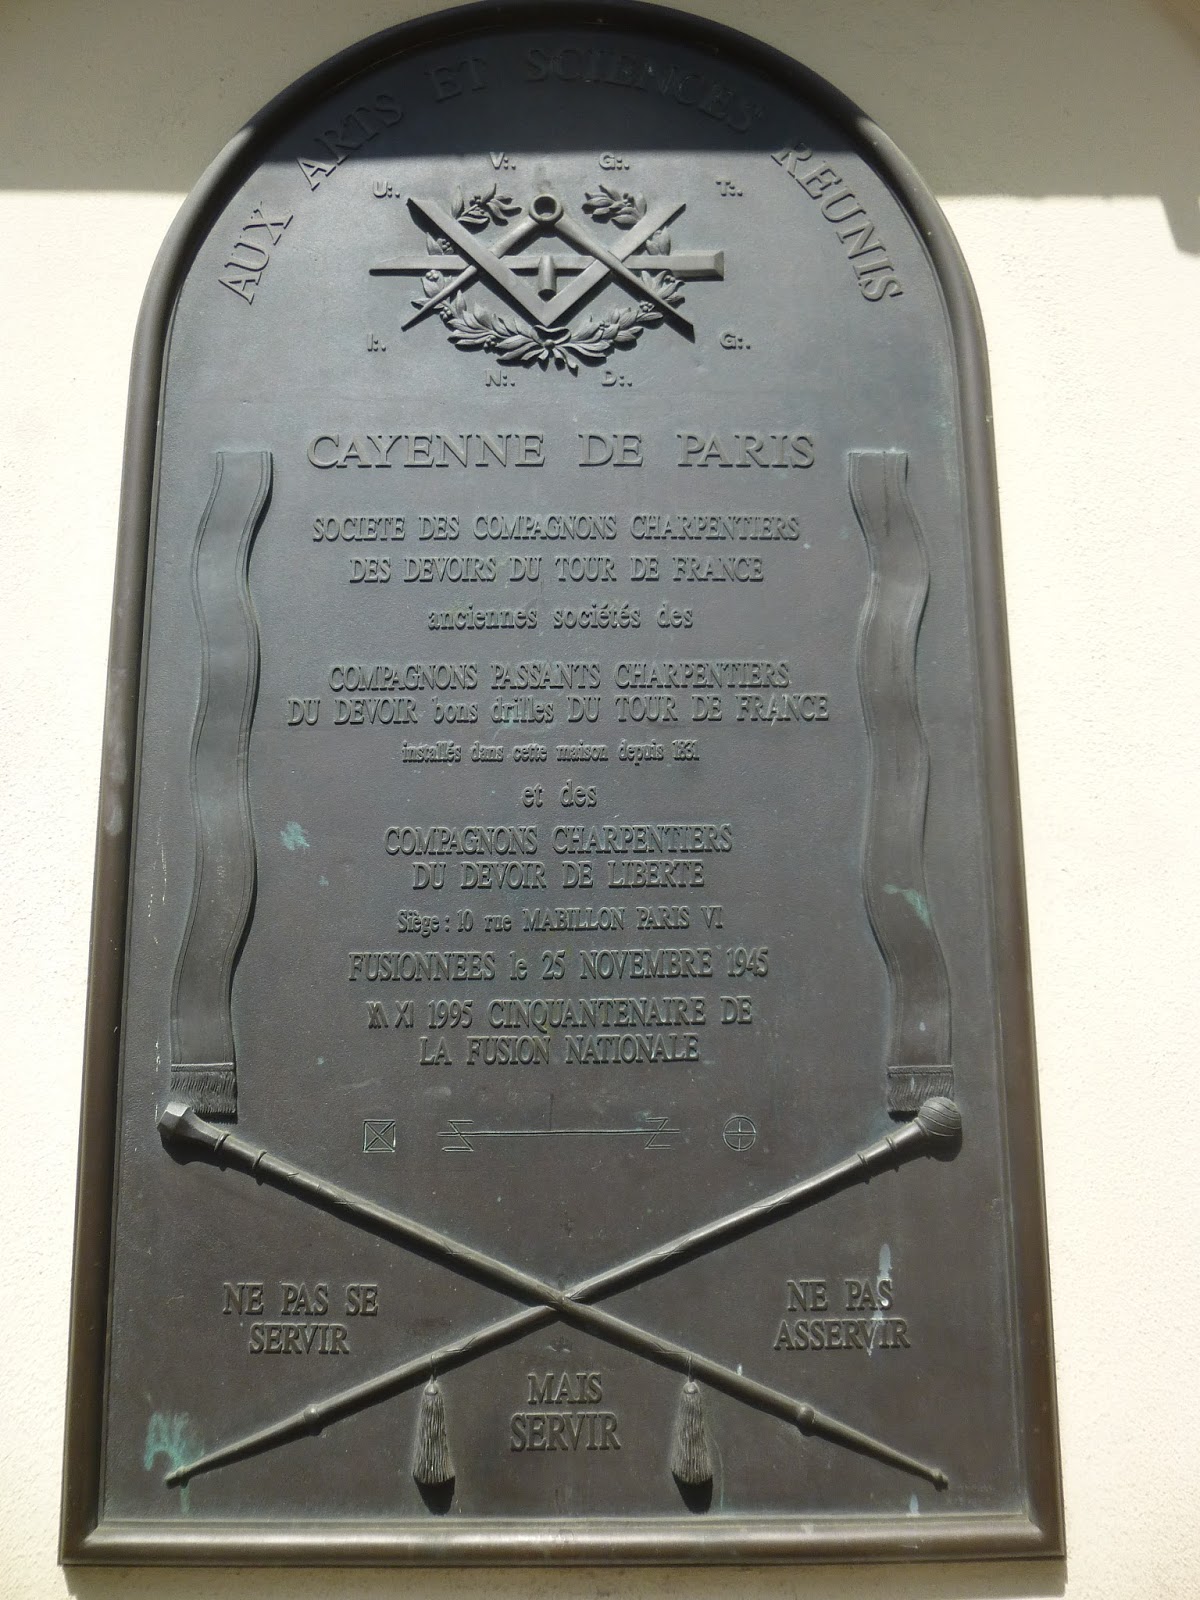 AUX ARTS ET SCIENCES REUNIS
V:. G:.
U:. T:.
I:. G:.
N:. D:.
CAYENNE DE PARIS
SOCIETE DES COMPAGNONS CHARPENTIERS
DES DEVOIRS DU TOUR DE FRANCE
anciennes sociétés des
COMPAGNONS PASSANTS CHARPENTIERS
DU DEVOIR bons drilles DU TOUR DE FRANCE
installés dans cette maison depuis 1831
et des
COMPAGNONS CHARPENTIERS
DU DEVOIR DE LIBERTE
Siège : 10 rue MABILLON PARIS VI
FUSIONNEES le 25 NOVEMBRE 1945
XI 1995 CINQUANTENAIRE DE
LA FUSION NATIONALE
NE PAS SE
SERVIR
NE PAS
ASSERVIR
MAIS
SERVIR